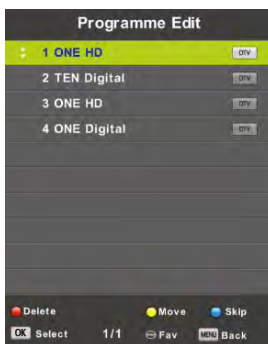 Programme Edit
1 ONE HD DTV
2 TEN Digital DTV
3 ONE HD DTV
4 ONE Digital DTV
Delete Move Skip
OK Select 1/1 Fav MENU Back